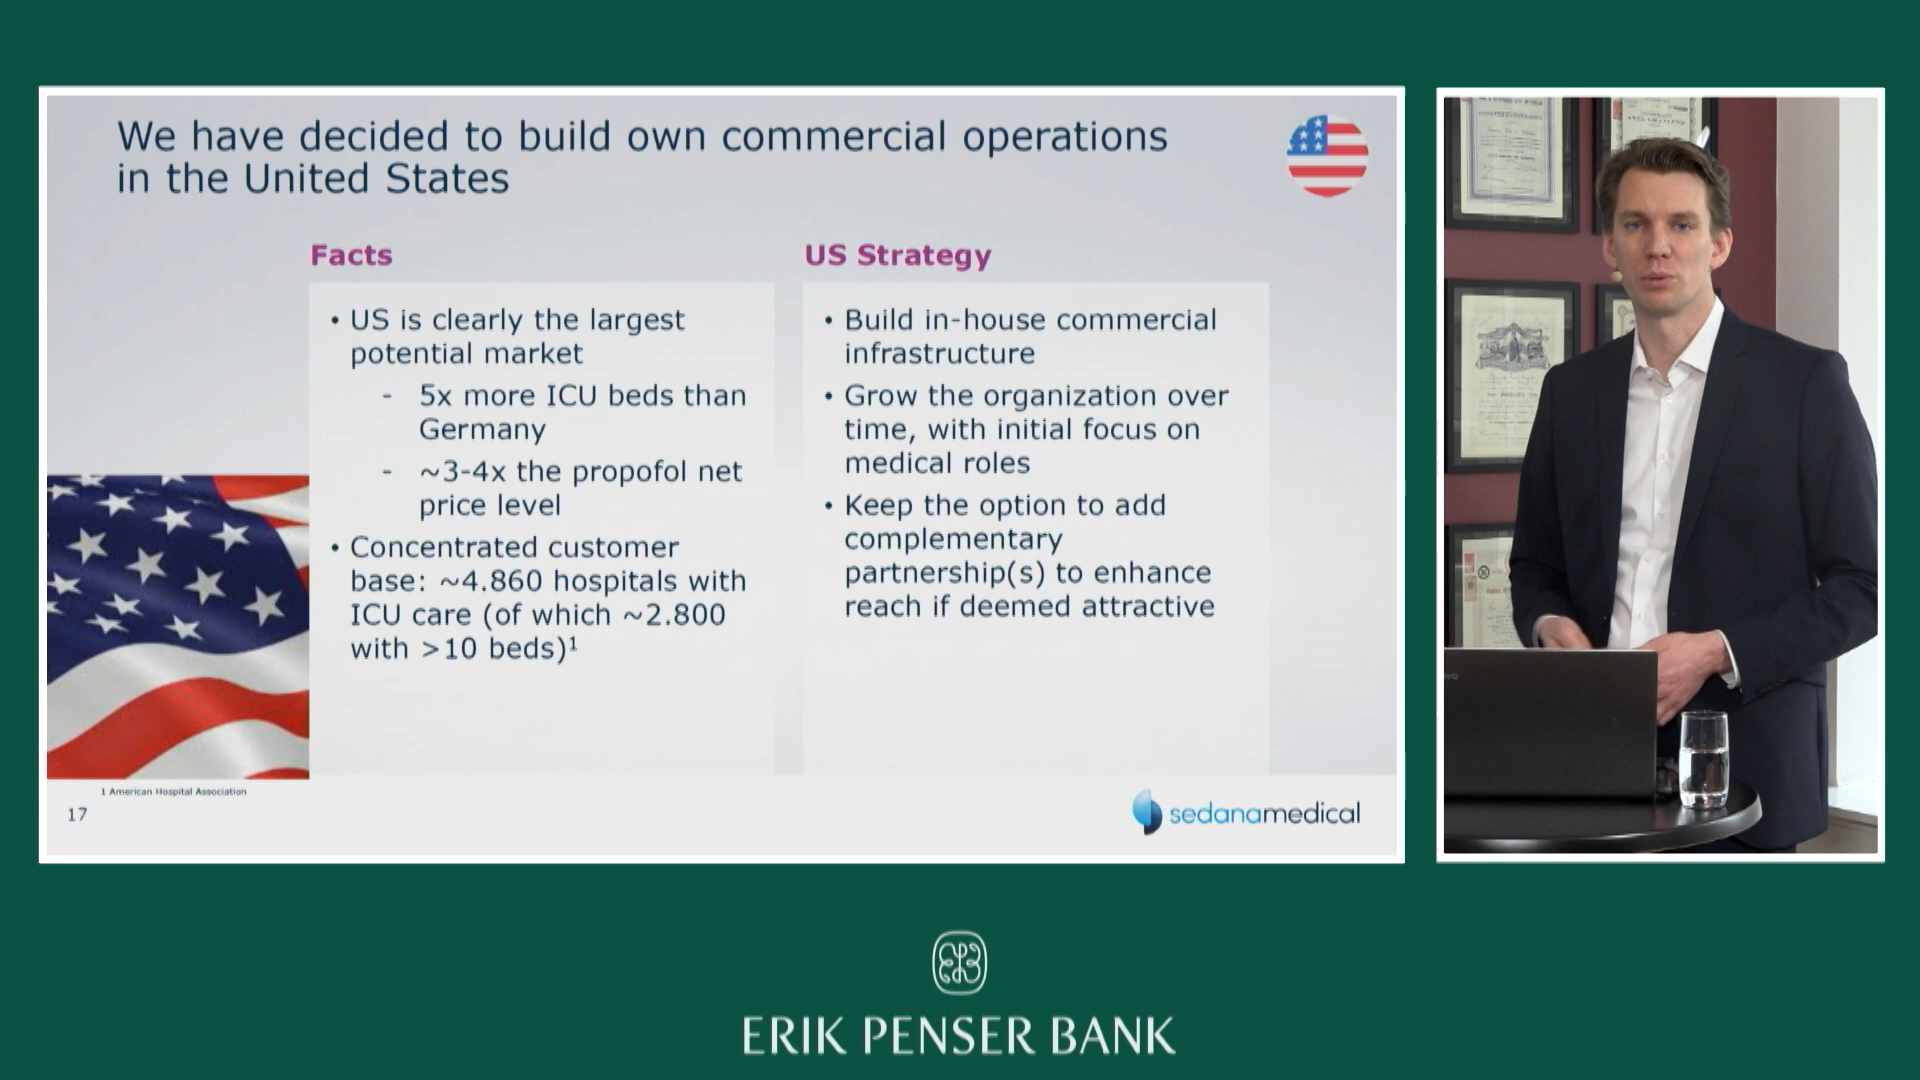 We have decided to build own commercial operations
in the United States
Facts
• US is clearly the largest
potential market
- 5x more ICU beds than
Germany
- ~3-4x the propofol net
price level
• Concentrated customer
base: ~4.860 hospitals with
ICU care (of which ~2.800
with >10 beds)¹
US Strategy
• Build in-house commercial
infrastructure
• Grow the organization over
time, with initial focus on
medical roles
• Keep the option to add
complementary
partnership(s) to enhance
reach if deemed attractive
1 American Hospital Association
17
sedanamedical
ERIK PENSER BANK